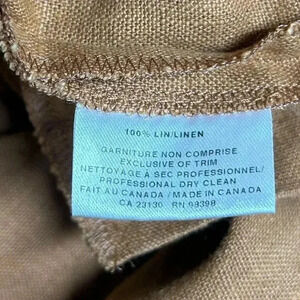 100% LIN/LINEN
GARNITURE NON COMPRISE
EXCLUSIVE OF TRIM
NETTOYAGE À SEC PROFESSIONNEL/
PROFESSIONAL DRY CLEAN
FAIT AU CANADA / MADE IN CANADA
CA 23130 RN 98398